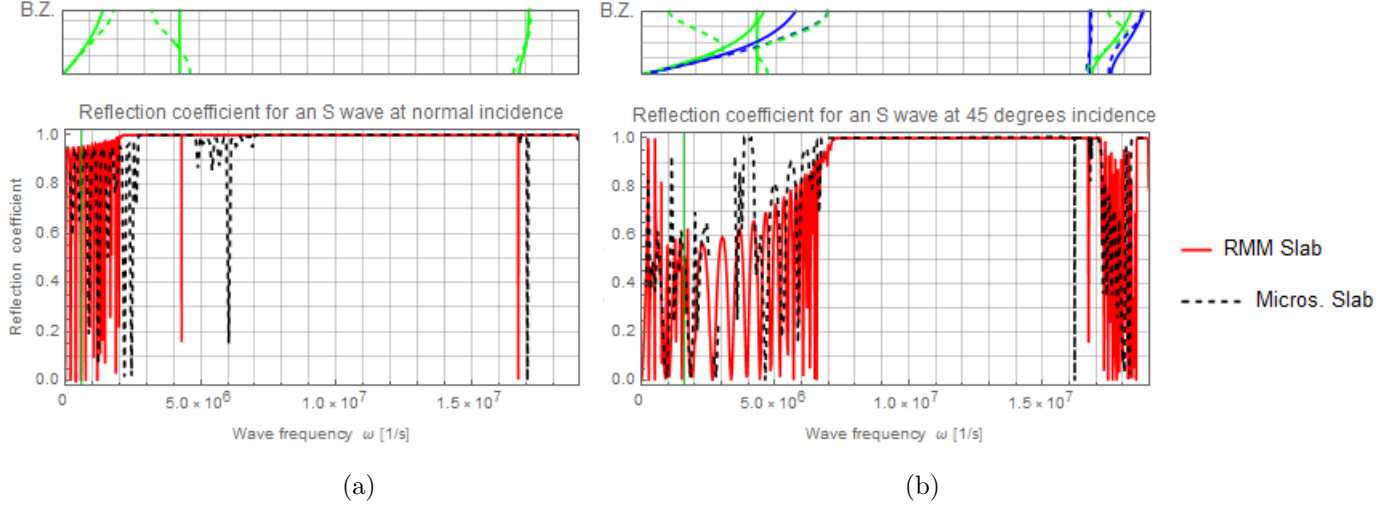 B.Z.
Reflection coefficient for an S wave at normal incidence
1.0
0.8
0.6
0.4
0.2
0.0
Reflection coefficient
0
5.0 × 10⁶
1.0 × 10⁷
1.5 × 10⁷
Wave frequency ω [1/s]
(a)
B.Z.
Reflection coefficient for an S wave at 45 degrees incidence
1.0
0.8
0.6
0.4
0.2
0.0
0
5.0 × 10⁶
1.0 × 10⁷
1.5 × 10⁷
Wave frequency ω [1/s]
(b)
RMM Slab
Micros. Slab